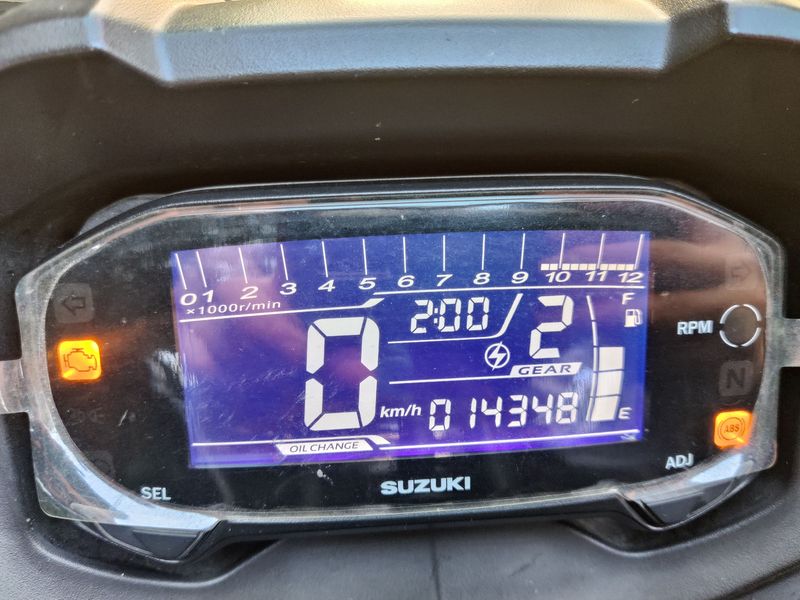 0 1 2 3 4 5 6 7 8 9 10 11 12
×1000r/min
2:00
2
F
RPM
0
GEAR
N
km/h
014348
E
ABS
OIL CHANGE
SEL
SUZUKI
ADJ